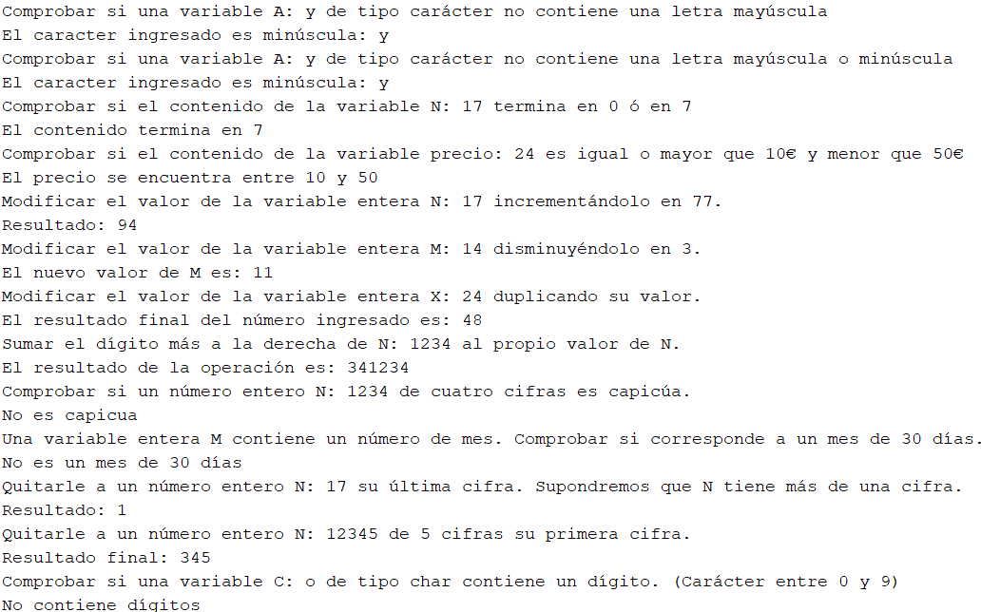 Comprobar si una variable A: y de tipo carácter no contiene una letra mayúscula
El caracter ingresado es minúscula: y
Comprobar si una variable A: y de tipo carácter no contiene una letra mayúscula o minúscula
El caracter ingresado es minúscula: y
Comprobar si el contenido de la variable N: 17 termina en 0 ó en 7
El contenido termina en 7
Comprobar si el contenido de la variable precio: 24 es igual o mayor que 10€ y menor que 50€
El precio se encuentra entre 10 y 50
Modificar el valor de la variable entera N: 17 incrementándolo en 77.
Resultado: 94
Modificar el valor de la variable entera M: 14 disminuyéndolo en 3.
El nuevo valor de M es: 11
Modificar el valor de la variable entera X: 24 duplicando su valor.
El resultado final del número ingresado es: 48
Sumar el dígito más a la derecha de N: 1234 al propio valor de N.
El resultado de la operación es: 341234
Comprobar si un número entero N: 1234 de cuatro cifras es capicúa.
No es capicua
Una variable entera M contiene un número de mes. Comprobar si corresponde a un mes de 30 días.
No es un mes de 30 días
Quitarle a un número entero N: 17 su última cifra. Supondremos que N tiene más de una cifra.
Resultado: 1
Quitarle a un número entero N: 12345 de 5 cifras su primera cifra.
Resultado final: 345
Comprobar si una variable C: o de tipo char contiene un dígito. (Carácter entre 0 y 9)
No contiene dígitos